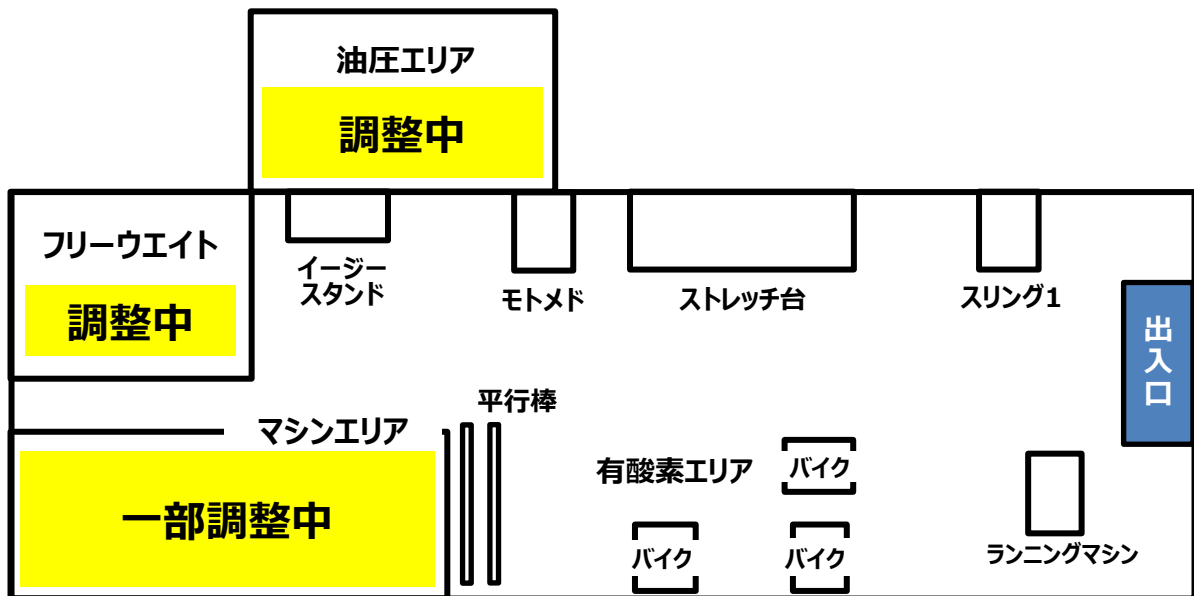 油圧エリア
調整中
フリーウエイト
調整中
イージー
スタンド
モトメド
ストレッチ台
スリング1
出入口
平行棒
マシンエリア
一部調整中
有酸素エリア
バイク
バイク
バイク
ランニングマシン